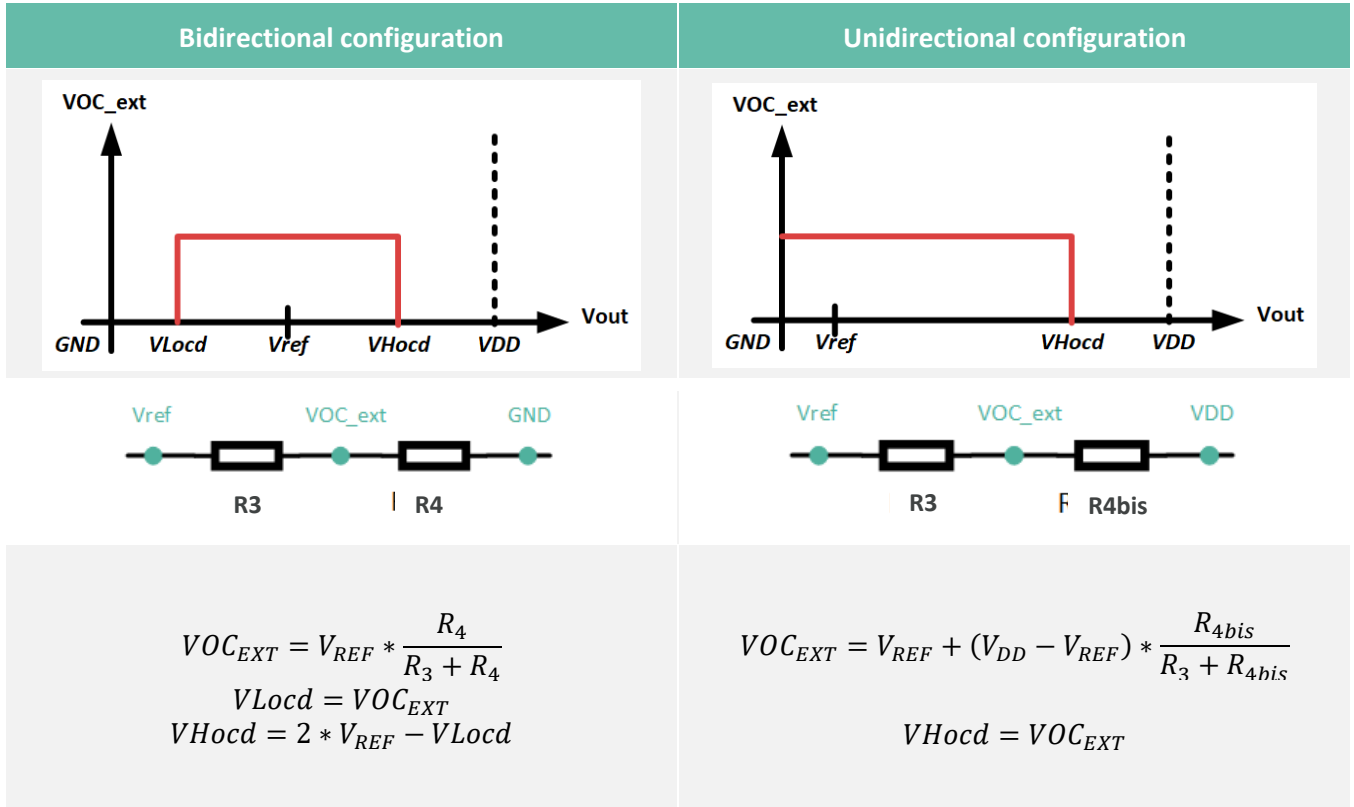 Bidirectional configuration
Unidirectional configuration
VOC_ext
Vout
GND VLocd Vref VHocd VDD
VOC_ext
Vout
GND Vref VHocd VDD
Vref VOC_ext GND
R3 R4
Vref VOC_ext VDD
R3 R R4bis
VOC_EXT = V_REF * R_4 / (R_3 + R_4)
VLocd = VOC_EXT
VHocd = 2 * V_REF − VLocd
VOC_EXT = V_REF + (V_DD − V_REF) * R_4bis / (R_3 + R_4bis)
VHocd = VOC_EXT